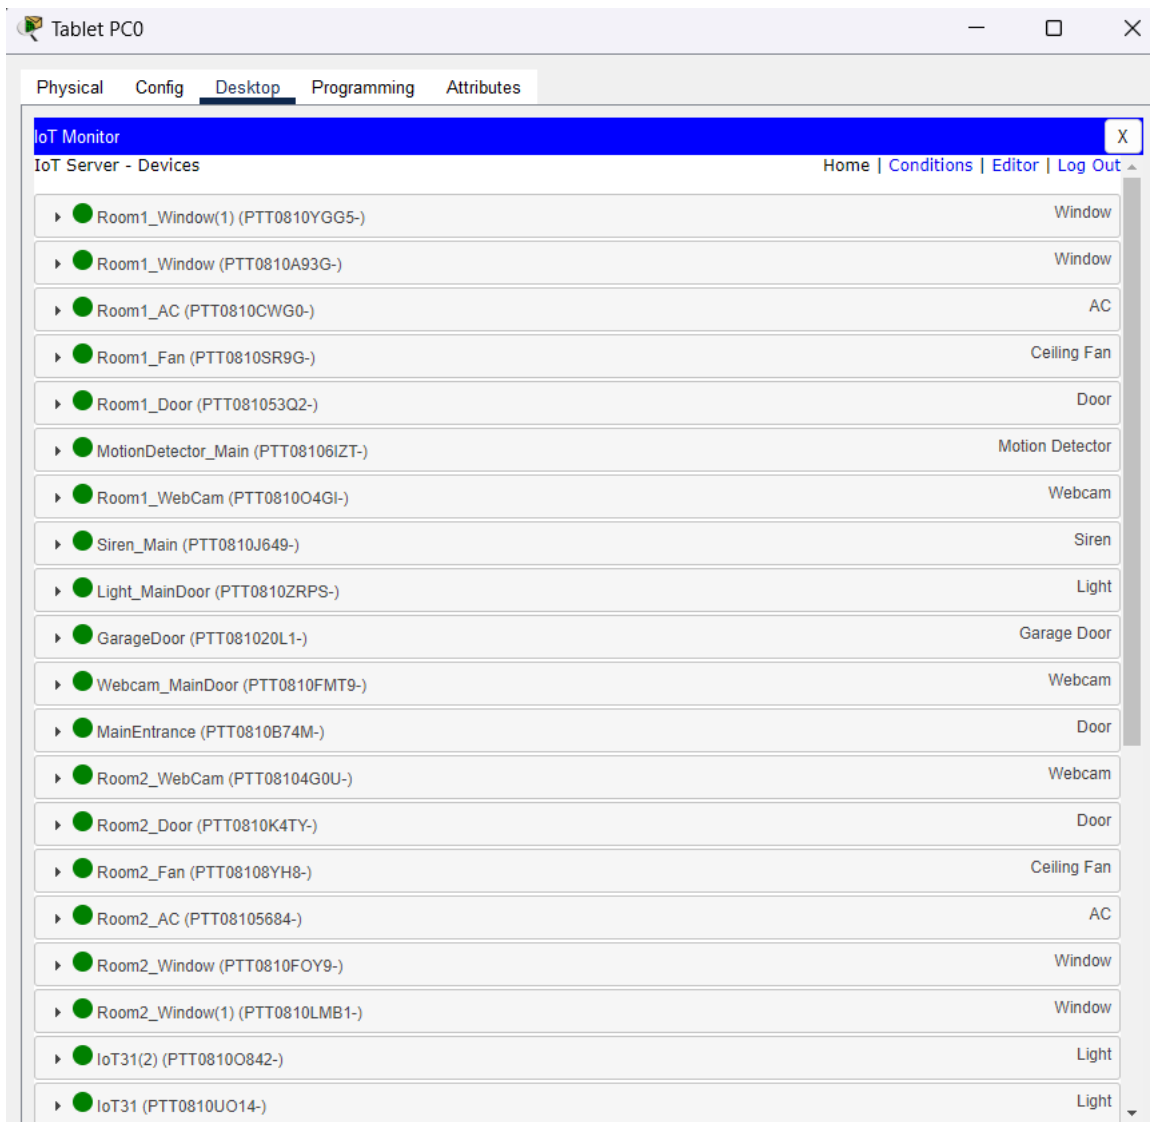 Tablet PC0
Physical Config Desktop Programming Attributes
IoT Monitor X
IoT Server - Devices Home | Conditions | Editor | Log Out
Room1_Window(1) (PTT0810YGG5-) Window
Room1_Window (PTT0810A93G-) Window
Room1_AC (PTT0810CWG0-) AC
Room1_Fan (PTT0810SR9G-) Ceiling Fan
Room1_Door (PTT081053Q2-) Door
MotionDetector_Main (PTT08106IZT-) Motion Detector
Room1_WebCam (PTT0810O4GI-) Webcam
Siren_Main (PTT0810J649-) Siren
Light_MainDoor (PTT0810ZRPS-) Light
GarageDoor (PTT081020L1-) Garage Door
Webcam_MainDoor (PTT0810FMT9-) Webcam
MainEntrance (PTT0810B74M-) Door
Room2_WebCam (PTT08104G0U-) Webcam
Room2_Door (PTT0810K4TY-) Door
Room2_Fan (PTT08108YH8-) Ceiling Fan
Room2_AC (PTT08105684-) AC
Room2_Window (PTT0810FOY9-) Window
Room2_Window(1) (PTT0810LMB1-) Window
IoT31(2) (PTT0810O842-) Light
IoT31 (PTT0810UO14-) Light